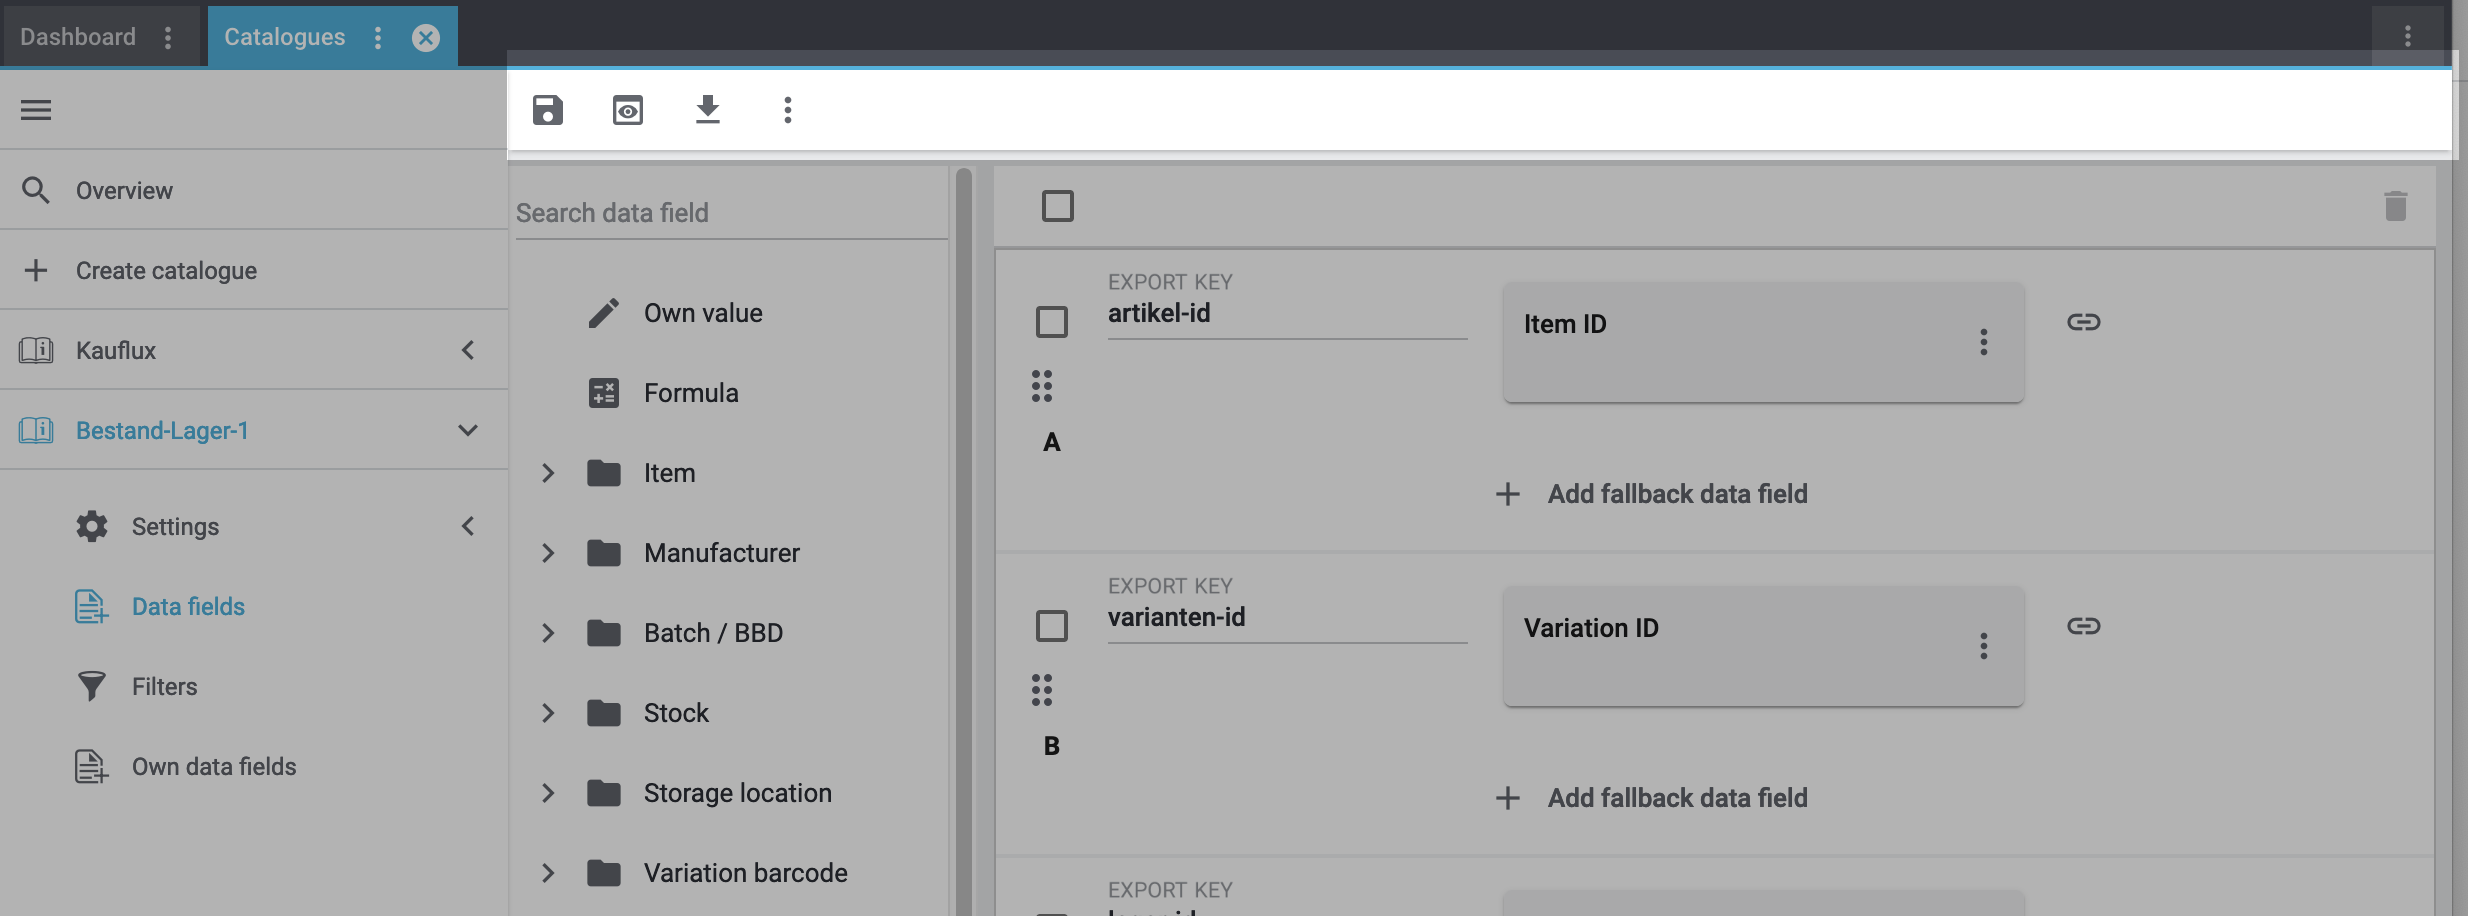 Dashboard
Catalogues
Overview
Create catalogue
Kauflux
Bestand-Lager-1
Settings
Data fields
Filters
Own data fields
Search data field
Own value
Formula
Item
Manufacturer
Batch / BBD
Stock
Storage location
Variation barcode
EXPORT KEY
artikel-id
Item ID
A
Add fallback data field
EXPORT KEY
varianten-id
Variation ID
B
Add fallback data field
EXPORT KEY